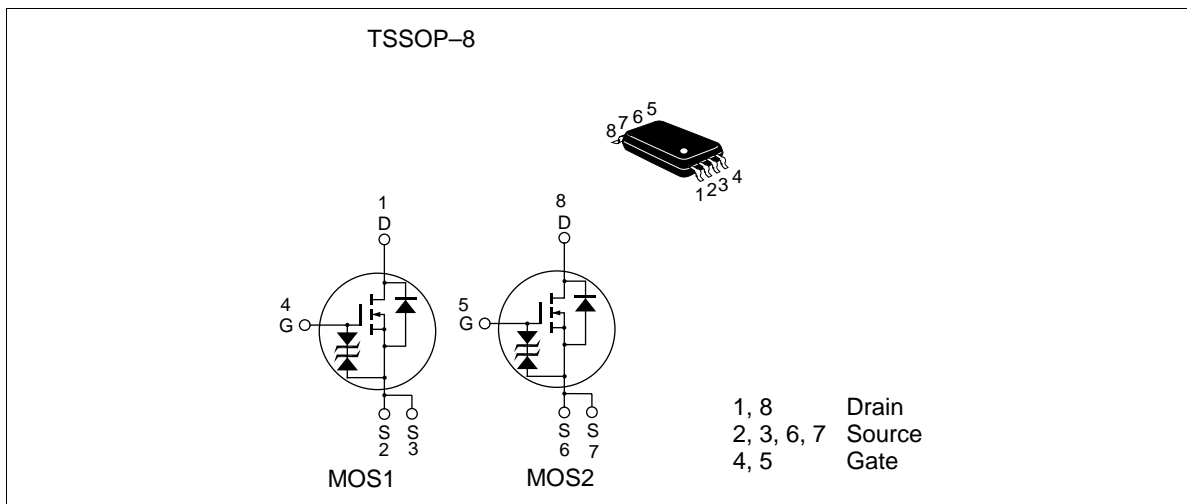 TSSOP–8
8 7 6 5
1 2 3 4
1
D
4
G
S S
2 3
MOS1
8
D
5
G
S S
6 7
MOS2
1, 8 Drain
2, 3, 6, 7 Source
4, 5 Gate